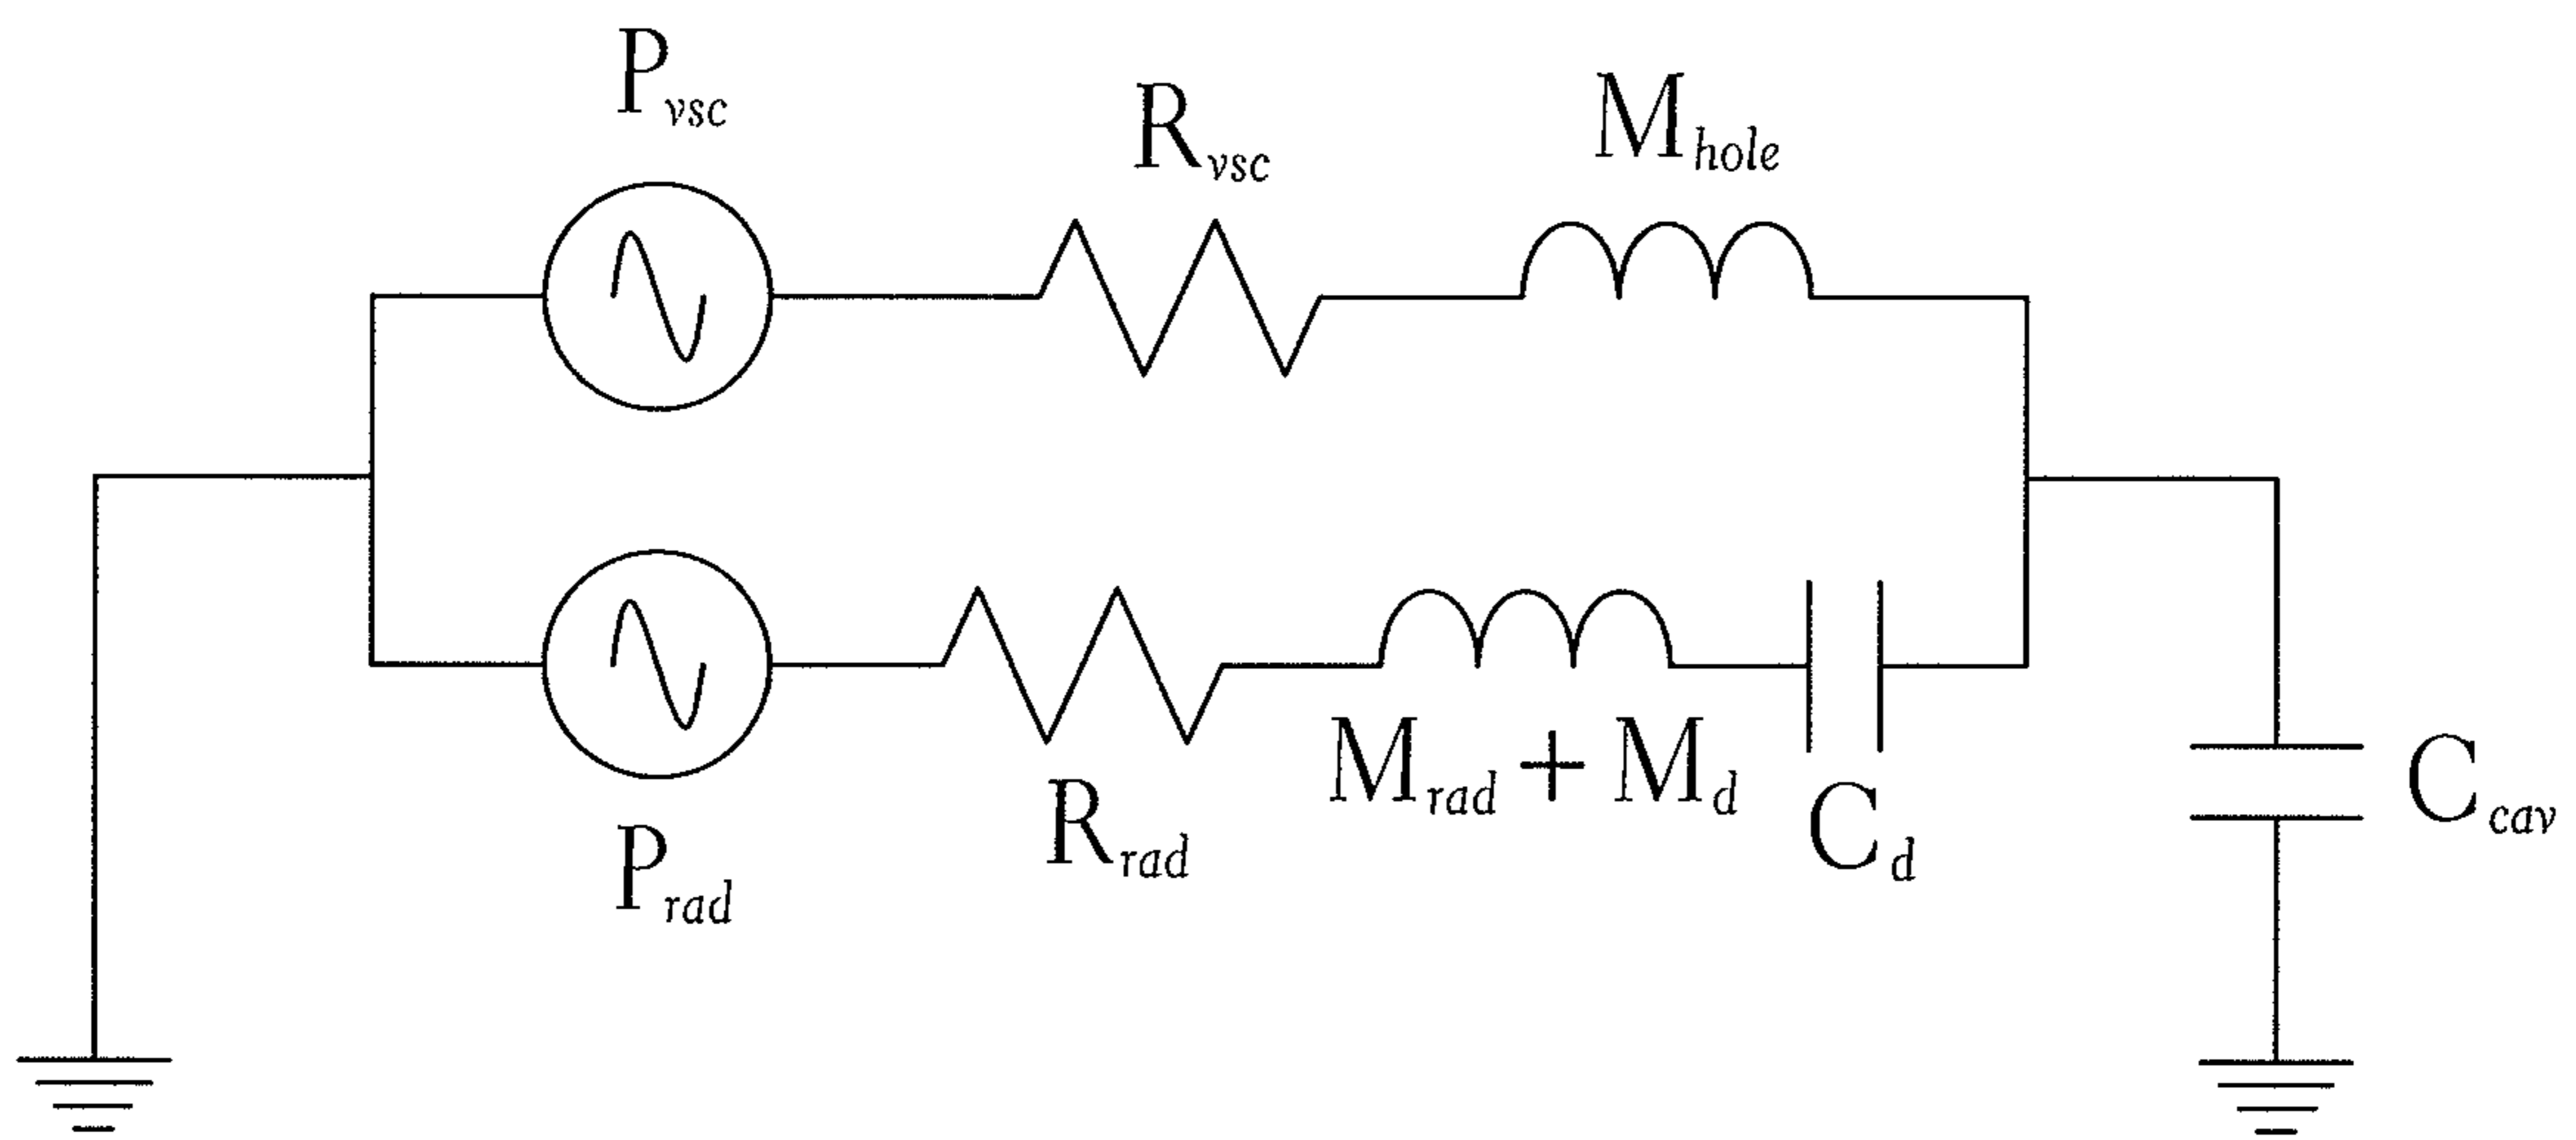 P_vsc
R_vsc
M_hole
P_rad
R_rad
M_rad + M_d
C_d
C_cav